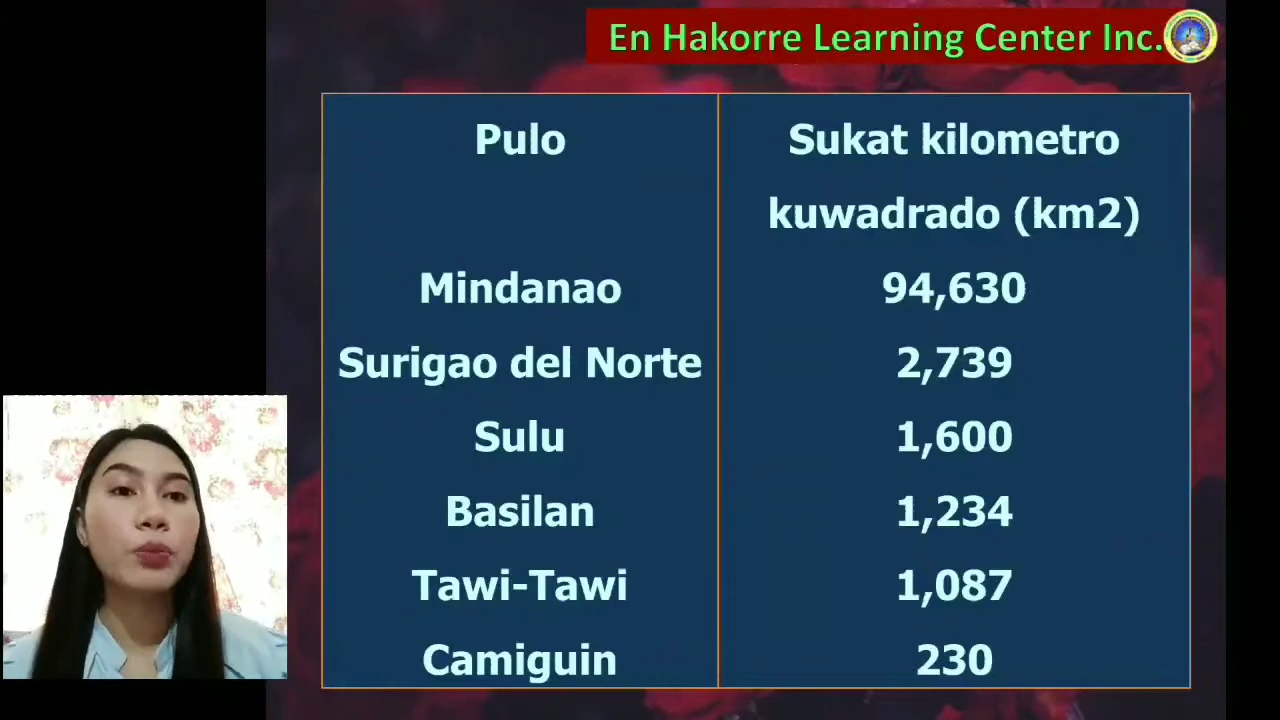 En Hakorre Learning Center Inc.
Pulo Sukat kilometro
kuwadrado (km2)
Mindanao 94,630
Surigao del Norte 2,739
Sulu 1,600
Basilan 1,234
Tawi-Tawi 1,087
Camiguin 230